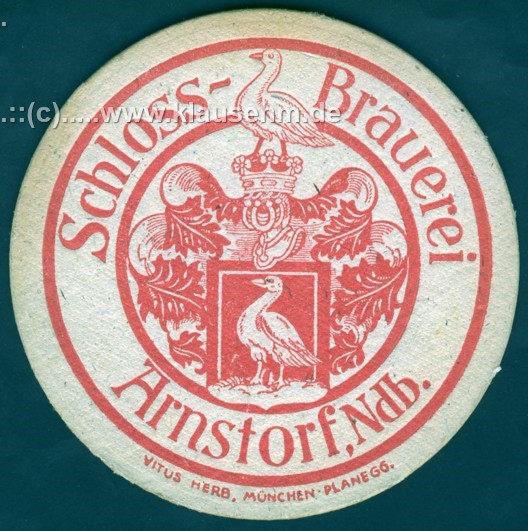 Schloss-Brauerei
.::(c).....www.klausehm.de
Arnstorf, Ndb.
VITUS HERB, MÜNCHEN-PLANEGG.